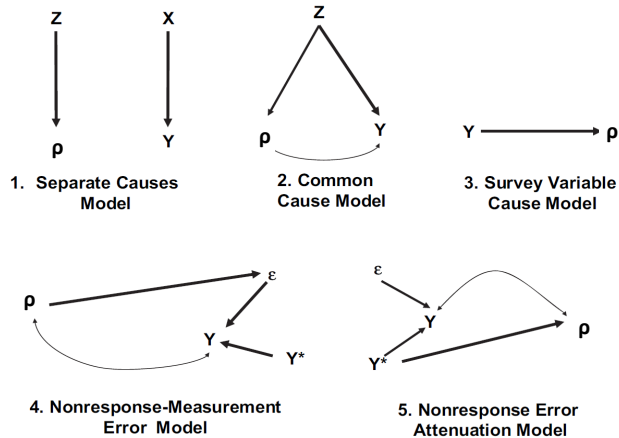 Z
X
ρ
Y
1. Separate Causes
Model
Z
ρ
Y
2. Common
Cause Model
Y
ρ
3. Survey Variable
Cause Model
ρ
ε
Y
Y*
4. Nonresponse-Measurement
Error Model
ε
Y
Y*
ρ
5. Nonresponse Error
Attenuation Model